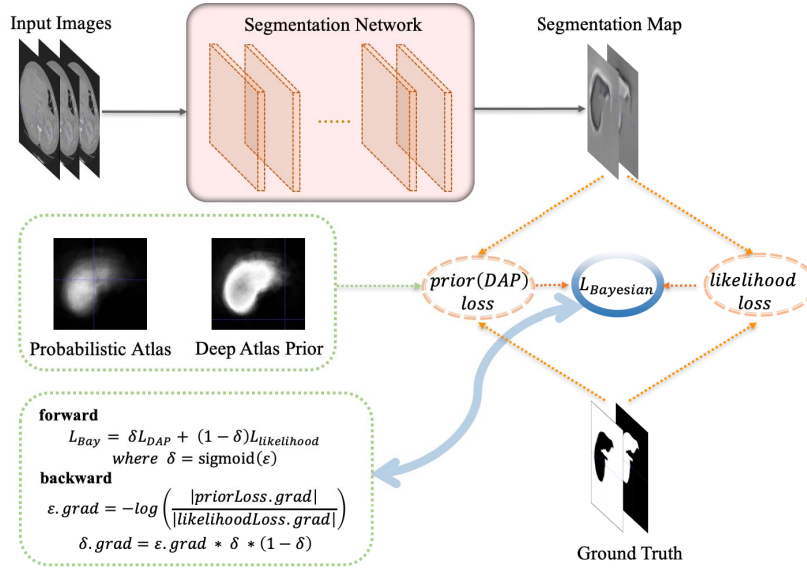 Input Images
Segmentation Network
Segmentation Map
......
Probabilistic Atlas
Deep Atlas Prior
prior(DAP)
loss
L_Bayesian
likelihood
loss
forward
L_Bay = δL_DAP + (1 − δ)L_likelihood
where δ = sigmoid(ε)
backward
ε.grad = −log(|priorLoss.grad| / |likelihoodLoss.grad|)
δ.grad = ε.grad * δ * (1 − δ)
Ground Truth